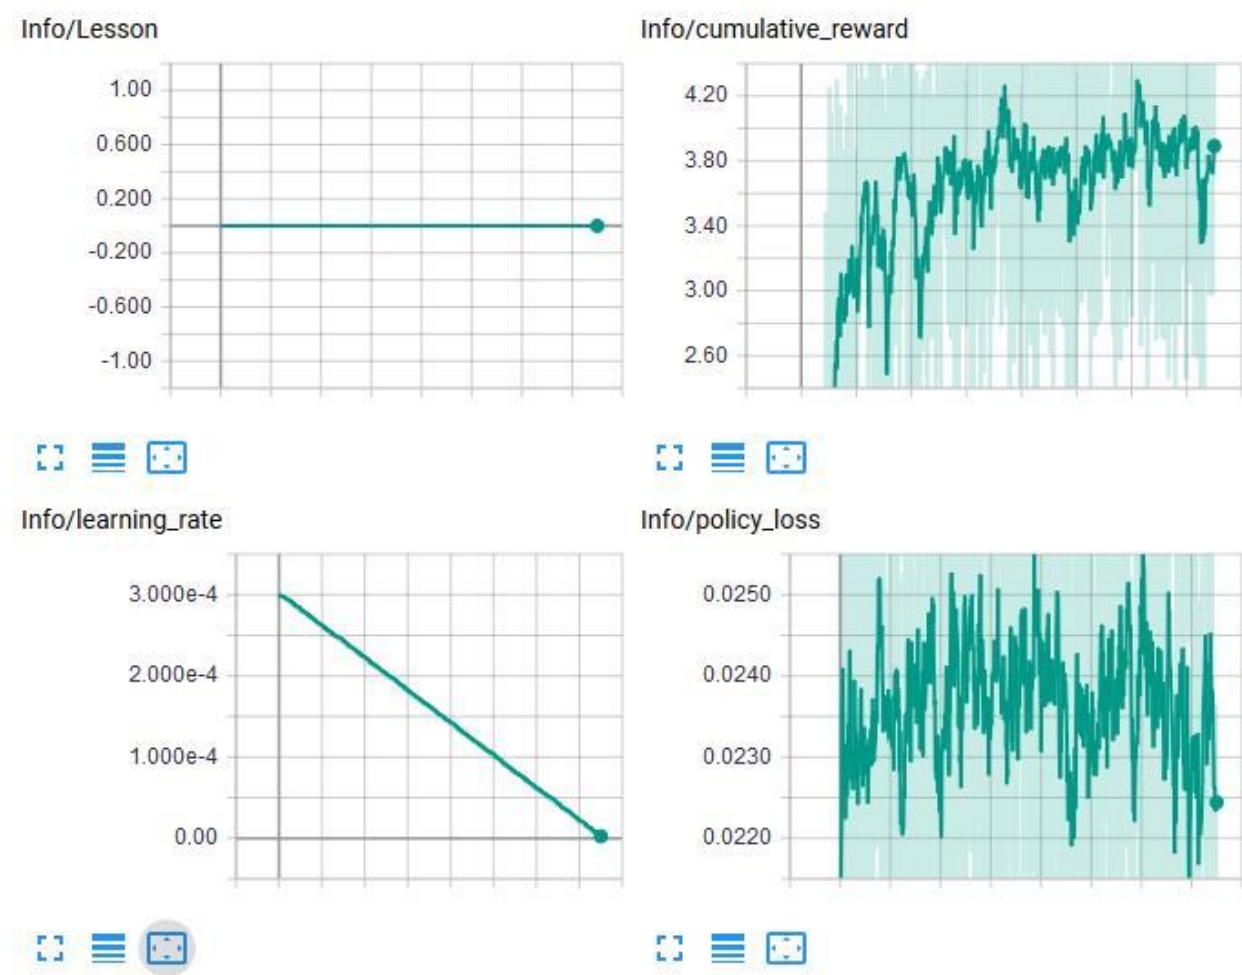 Info/Lesson
1.00
0.600
0.200
-0.200
-0.600
-1.00
Info/cumulative_reward
4.20
3.80
3.40
3.00
2.60
Info/learning_rate
3.000e-4
2.000e-4
1.000e-4
0.00
Info/policy_loss
0.0250
0.0240
0.0230
0.0220